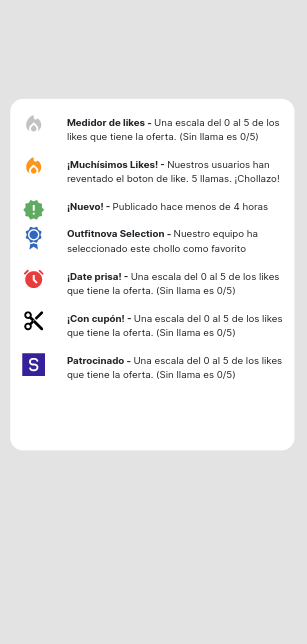 Medidor de likes - Una escala del 0 al 5 de los
likes que tiene la oferta. (Sin llama es 0/5)
¡Muchísimos Likes! - Nuestros usuarios han
reventado el boton de like. 5 llamas. ¡Chollazo!
¡Nuevo! - Publicado hace menos de 4 horas
Outfitnova Selection - Nuestro equipo ha
seleccionado este chollo como favorito
¡Date prisa! - Una escala del 0 al 5 de los likes
que tiene la oferta. (Sin llama es 0/5)
¡Con cupón! - Una escala del 0 al 5 de los likes
que tiene la oferta. (Sin llama es 0/5)
S
Patrocinado - Una escala del 0 al 5 de los likes
que tiene la oferta. (Sin llama es 0/5)